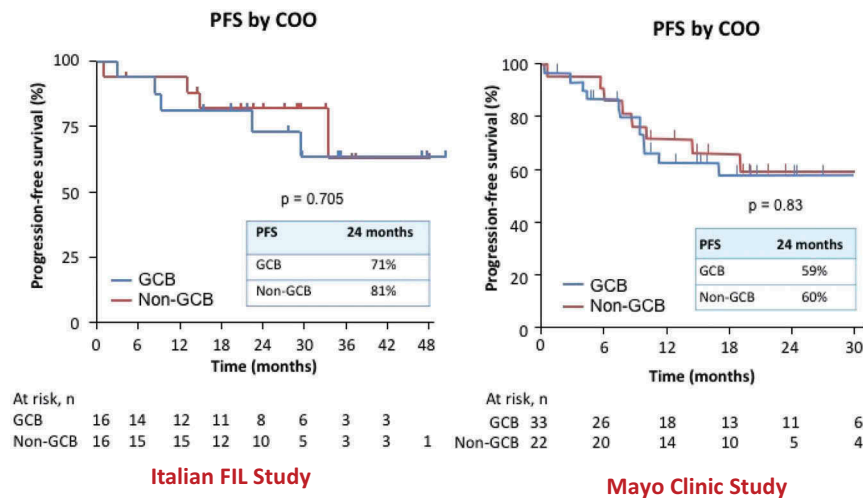 PFS by COO
Progression-free survival (%)
100
75
50
25
0
p = 0.705
PFS 24 months
GCB 71%
Non-GCB 81%
GCB
Non-GCB
0 6 12 18 24 30 36 42 48
Time (months)
At risk, n
GCB 16 14 12 11 8 6 3 3
Non-GCB 16 15 15 12 10 5 3 3 1
Italian FIL Study
PFS by COO
Progression-free survival (%)
100
80
60
40
20
0
p = 0.83
PFS 24 months
GCB 59%
Non-GCB 60%
GCB
Non-GCB
0 6 12 18 24 30
Time (months)
At risk, n
GCB 33 26 18 13 11 6
Non-GCB 22 20 14 10 5 4
Mayo Clinic Study